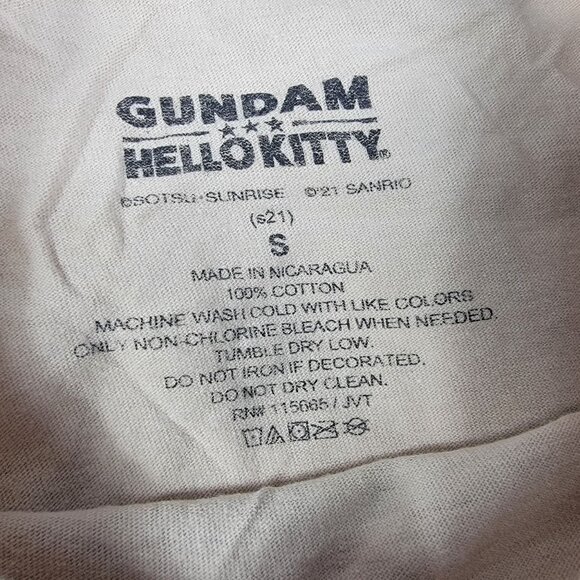 GUNDAM
★★★
HELLO KITTY®
©SOTSU・SUNRISE ©'21 SANRIO
(s21)
S
MADE IN NICARAGUA
100% COTTON
MACHINE WASH COLD WITH LIKE COLORS
ONLY NON-CHLORINE BLEACH WHEN NEEDED.
TUMBLE DRY LOW.
DO NOT IRON IF DECORATED.
DO NOT DRY CLEAN.
RN# 115665 / JVT